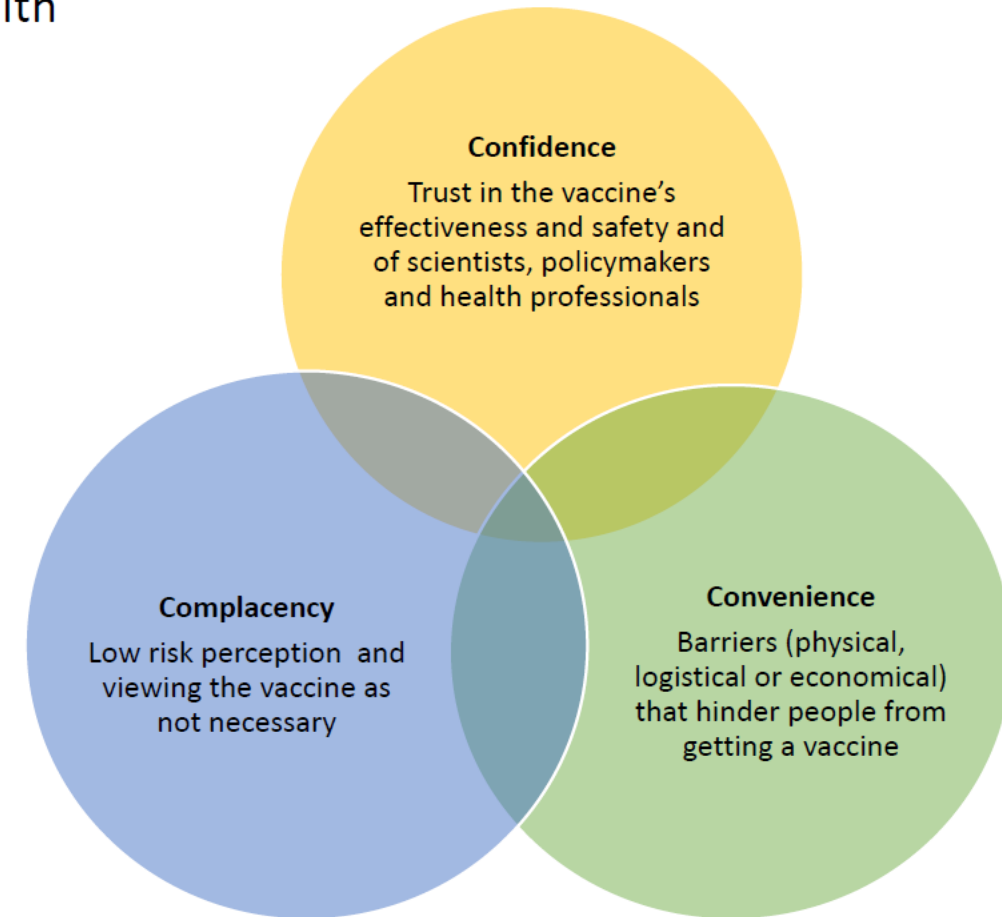 lth
Confidence
Trust in the vaccine’s
effectiveness and safety and
of scientists, policymakers
and health professionals
Complacency
Low risk perception  and
viewing the vaccine as
not necessary
Convenience
Barriers (physical,
logistical or economical)
that hinder people from
getting a vaccine